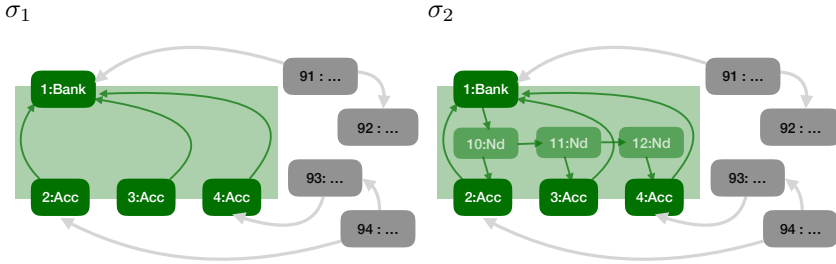 σ1 σ2
1:Bank 91 : ... 1:Bank 91 : ...
92 : ... 92 : ...
10:Nd 11:Nd 12:Nd
2:Acc 3:Acc 4:Acc 93: ... 2:Acc 3:Acc 4:Acc 93: ...
94 : ... 94 : ...